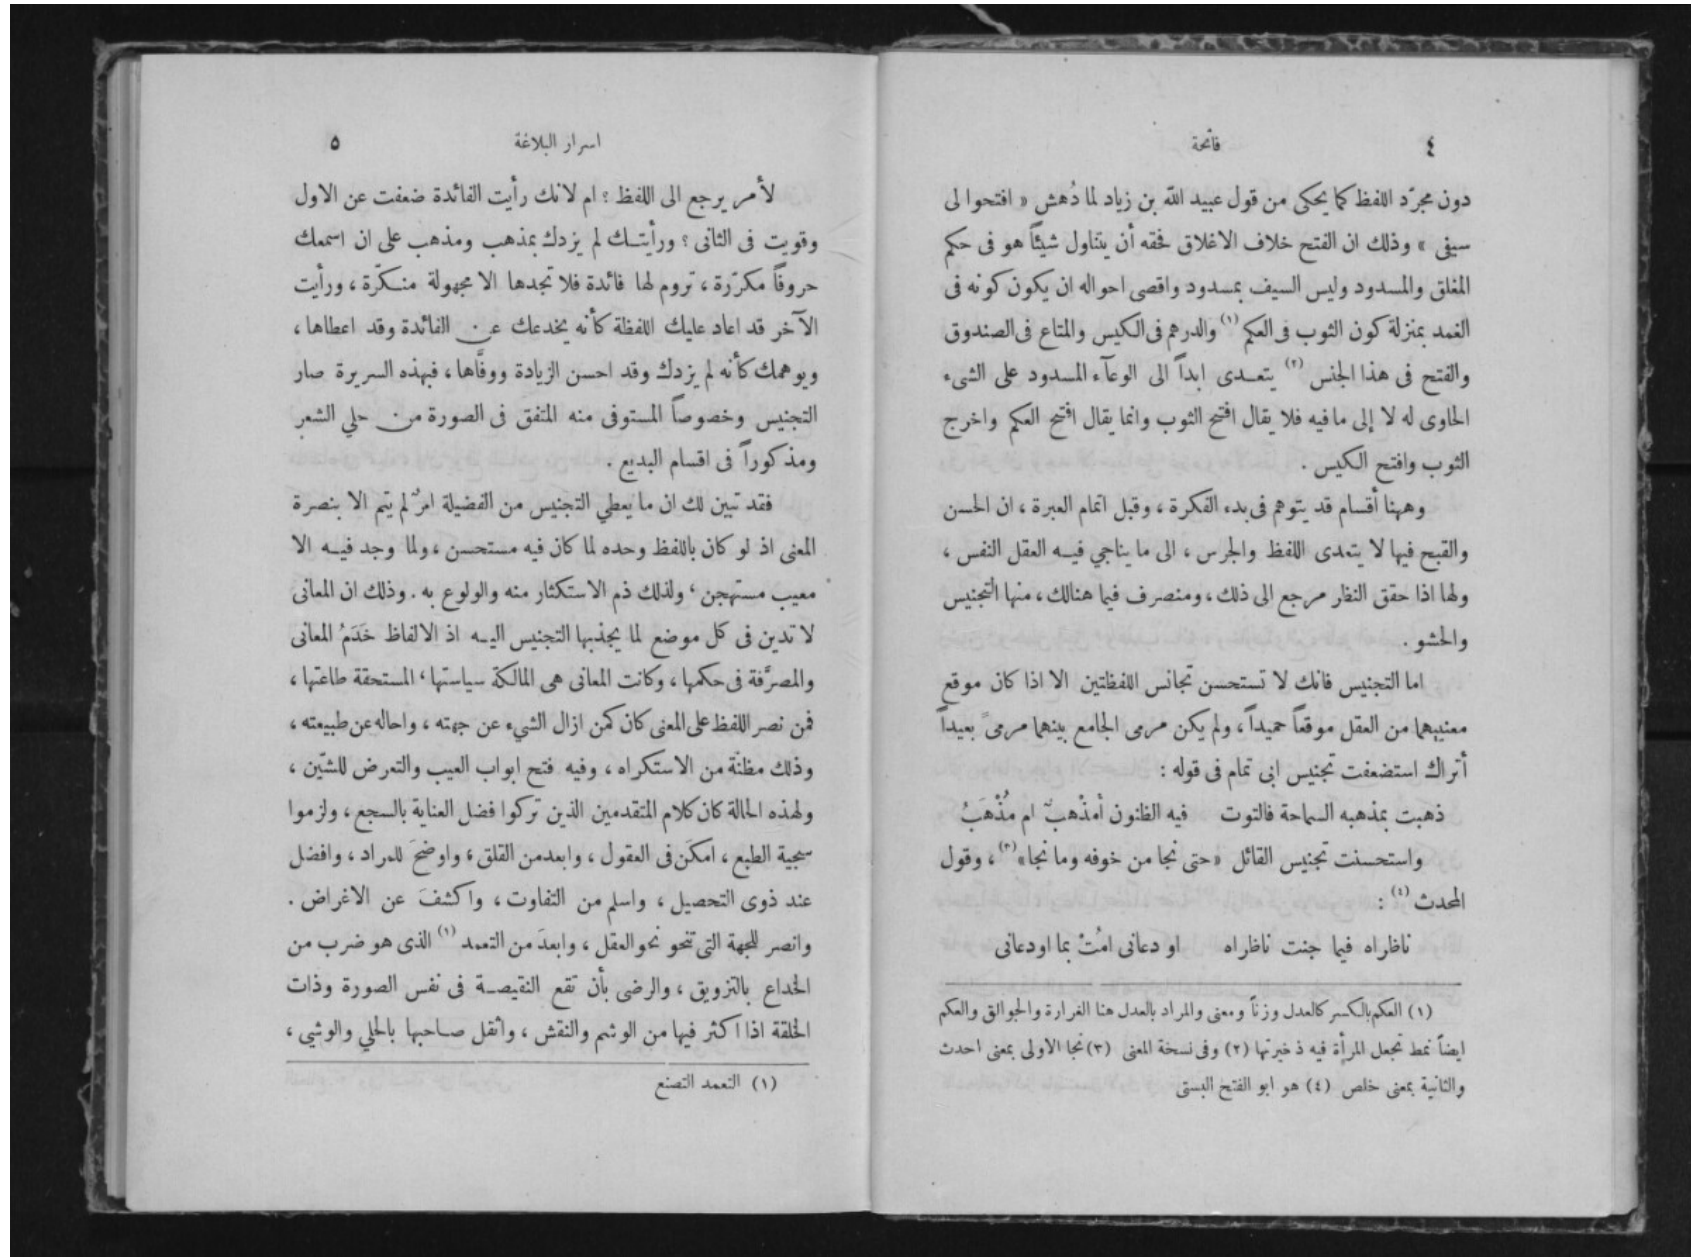 ٤
فاتحة
دون مجرّد اللفظ كما يحكى من قول عبيد الله بن زياد لما دُهش « افتحوا لى
سيفى » وذلك ان الفتح خلاف الاغلاق فحقه أن يتناول شيئاً هو فى حكم
المغلق والمسدود وليس السيف بمسدود واقصى احواله ان يكون كونه فى
الغمد بمنزلة كون الثوب فى العكم (١) والدرهم فى الكيس والمتاع فى الصندوق
والفتح فى هذا الجنس (٢) يتعدى ابداً الى الوعآء المسدود على الشىء
الحاوى له لا إلى ما فيه فلا يقال افتح الثوب وانما يقال افتح العكم واخرج
الثوب وافتح الكيس .
وههنا أقسام قد يتوهم فى بدء الفكرة ، وقبل اتمام العبرة ، ان الحسن
والقبح فيها لا يتعدى اللفظ والجرس ، الى ما يناجي فيه العقل النفس ،
ولها اذا حقق النظار مرجع الى ذلك ، ومنصرف فيما هنالك ، منها التجنيس
والحشو .
اما التجنيس فانك لا تستحسن تجانس اللفظتين الا اذا كان موقع
معنييهما من العقل موقعاً حميداً ، ولم يكن مرمى الجامع بينهما مرمىً بعيداً
أتراك استضعفت تجنيس ابى تمام فى قوله :
ذهبت بمذهبه السماحة فالتوت فيه الظنون أمذْهبٌ ام مُذْهَبُ
واستحسنت تجنيس القائل « حتى نجا من خوفه وما نجا » (٣) ، وقول
المحدث (٤) :
ناظراه فيما جنت ناظراه او دعانى امُتْ بما اودعانى
(١) العكم بالكسر كالعدل وزناً ومعنى والمراد بالعدل هنا الغرارة والجوالق والعكم
ايضاً نمط تجعل المرأة فيه ذخيرتها (٢) وفى نسخة المعنى (٣) نجا الاولى بمعنى احدث
والثانية بمعنى خلص (٤) هو ابو الفتح البستى
اسرار البلاغة
٥
لأمر يرجع الى اللفظ ؟ ام لانك رأيت الفائدة ضعفت عن الاول
وقويت فى الثانى ؟ ورأيتك لم يزدك بمذهب ومذهب على ان اسمعك
حروفاً مكرّرة ، تروم لها فائدة فلا تجدها الا مجهولة منكّرة ، ورأيت
الآخر قد اعاد عليك اللفظة كأنه يخدعك عن الفائدة وقد اعطاها ،
ويوهمك كأنه لم يزدك وقد احسن الزيادة ووفَّاها ، فبهذه السريرة صار
التجنيس وخصوصاً المستوفى منه المتفق فى الصورة من حلي الشعر
ومذكوراً فى اقسام البديع .
فقد تبين لك ان ما يعطي التجنيس من الفضيلة امرٌ لم يتم الا بنصرة
المعنى اذ لو كان باللفظ وحده لما كان فيه مستحسن ، ولما وجد فيه الا
معيب مستهجن ، ولذلك ذم الاستكثار منه والولوع به . وذلك ان المعانى
لا تدين فى كل موضع لما يجذبها التجنيس اليه اذ الالفاظ خَدَمُ المعانى
والمصرَّفة فى حكمها ، وكانت المعانى هى المالكة سياستها ، المستحقة طاعتها ،
فمن نصر اللفظ على المعنى كان كمن ازال الشيء عن جهته ، واحاله عن طبيعته ،
وذلك مظنّة من الاستكراه ، وفيه فتح ابواب العيب والتعرض للشَّين ،
ولهذه الحالة كان كلام المتقدمين الذين تركوا فضل العناية بالسجع ، ولزموا
سجية الطبع ، امكنَ فى العقول ، وابعد من القلق ، واوضحَ للمراد ، وافضل
عند ذوى التحصيل ، واسلم من التفاوت ، واكشفَ عن الاغراض .
وانصر للجهة التى تنحو نحو العقل ، وابعدَ من التعمد (١) الذى هو ضرب من
الخداع بالتزويق ، والرضى بأن تقع النقيصة فى نفس الصورة وذات
الخلقة اذا اكثر فيها من الوشم والنقش ، واثقل صاحبها بالحلي والوشي ،
(١) التعمد التصنع